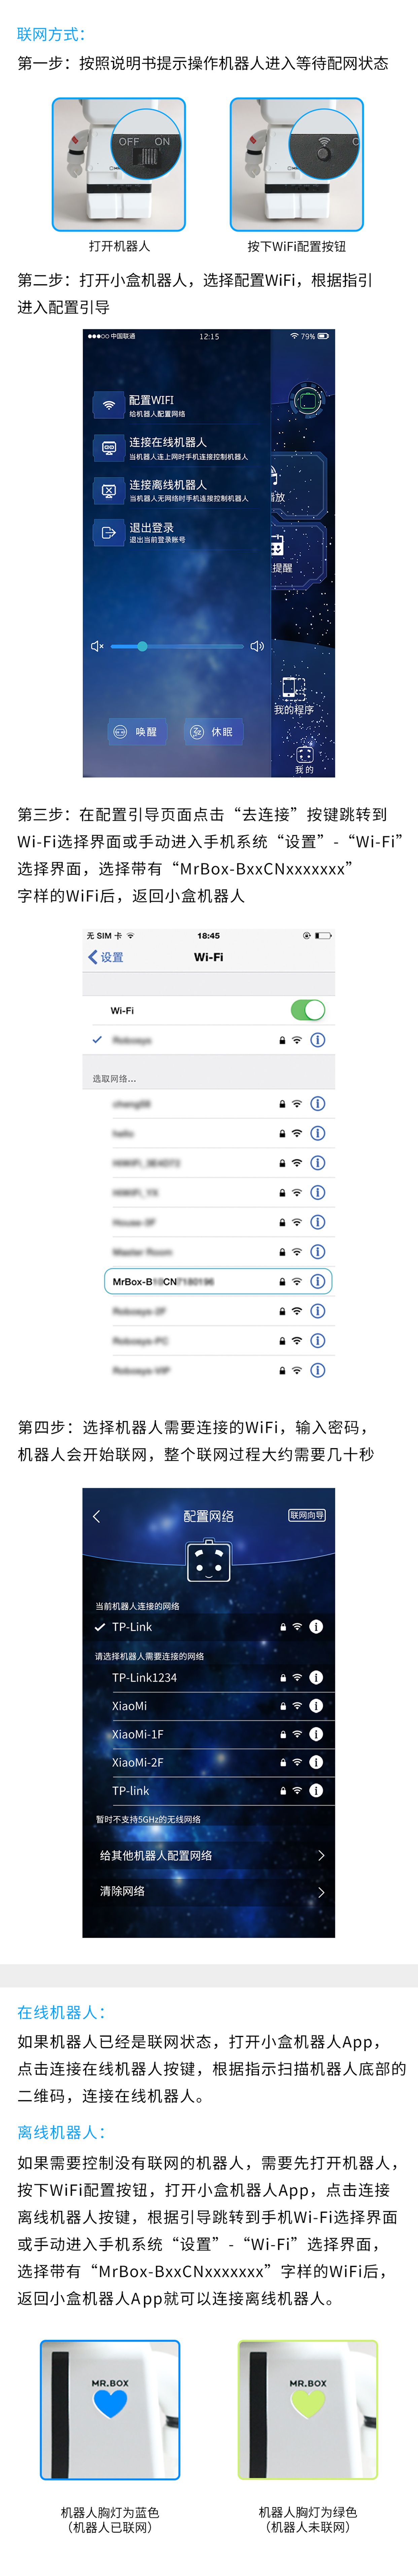 联网方式：
第一步：按照说明书提示操作机器人进入等待配网状态
OFF ON
打开机器人
按下WiFi配置按钮
第二步：打开小盒机器人，选择配置WiFi，根据指引
进入配置引导
中国联通 12:15 79%
配置WIFI
给机器人配置网络
连接在线机器人
当机器人连上网时手机连接控制机器人
连接离线机器人
当机器人无网络时手机连接控制机器人
退出登录
退出当前登录账号
放
提醒
我的程序
唤醒
休眠
我的
第三步：在配置引导页面点击“去连接”按键跳转到
Wi-Fi选择界面或手动进入手机系统“设置”-“Wi-Fi”
选择界面，选择带有“MrBox-BxxCNxxxxxxx”
字样的WiFi后，返回小盒机器人
无 SIM 卡 18:45
设置 Wi-Fi
Wi-Fi
选取网络...
MrBox-B10CN7180196
第四步：选择机器人需要连接的WiFi，输入密码，
机器人会开始联网，整个联网过程大约需要几十秒
配置网络 联网向导
当前机器人连接的网络
TP-Link
请选择机器人需要连接的网络
TP-Link1234
XiaoMi
XiaoMi-1F
XiaoMi-2F
TP-link
暂时不支持5GHz的无线网络
给其他机器人配置网络
清除网络
在线机器人：
如果机器人已经是联网状态，打开小盒机器人App，
点击连接在线机器人按键，根据指示扫描机器人底部的
二维码，连接在线机器人。
离线机器人：
如果需要控制没有联网的机器人，需要先打开机器人，
按下WiFi配置按钮，打开小盒机器人App，点击连接
离线机器人按键，根据引导跳转到手机Wi-Fi选择界面
或手动进入手机系统“设置”-“Wi-Fi”选择界面，
选择带有“MrBox-BxxCNxxxxxxx”字样的WiFi后，
返回小盒机器人App就可以连接离线机器人。
MR.BOX
MR.BOX
机器人胸灯为蓝色
（机器人已联网）
机器人胸灯为绿色
（机器人未联网）